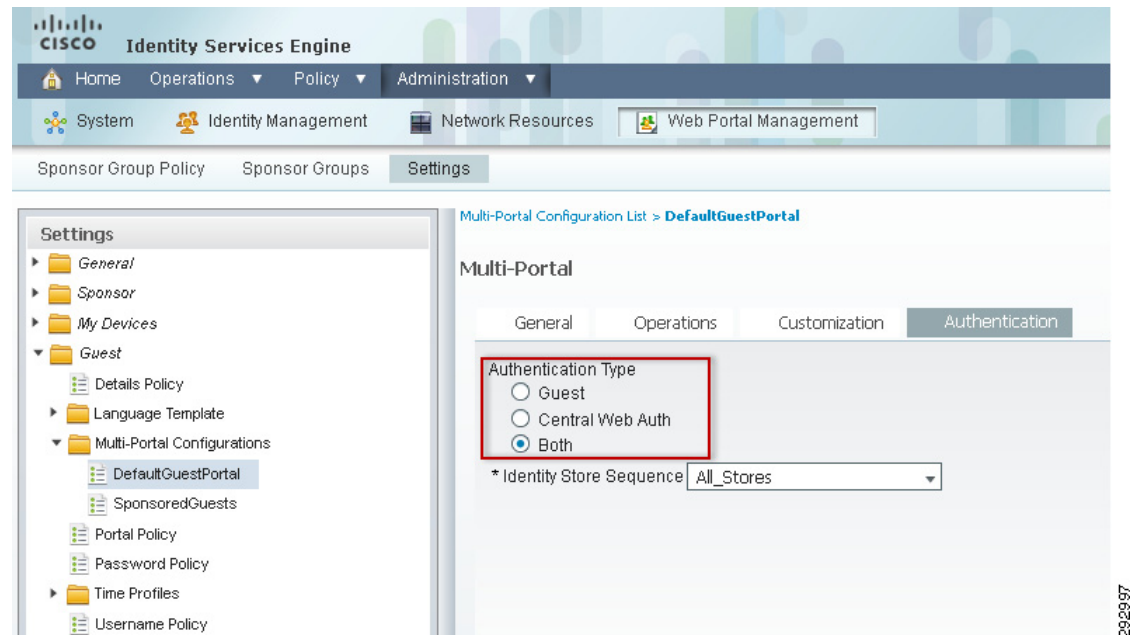 CISCO Identity Services Engine
Home Operations Policy Administration
System Identity Management Network Resources Web Portal Management
Sponsor Group Policy Sponsor Groups Settings
Settings
General
Sponsor
My Devices
Guest
Details Policy
Language Template
Multi-Portal Configurations
DefaultGuestPortal
SponsoredGuests
Portal Policy
Password Policy
Time Profiles
Username Policy
Multi-Portal Configuration List > DefaultGuestPortal
Multi-Portal
General Operations Customization Authentication
Authentication Type
Guest
Central Web Auth
Both
* Identity Store Sequence All_Stores
292997